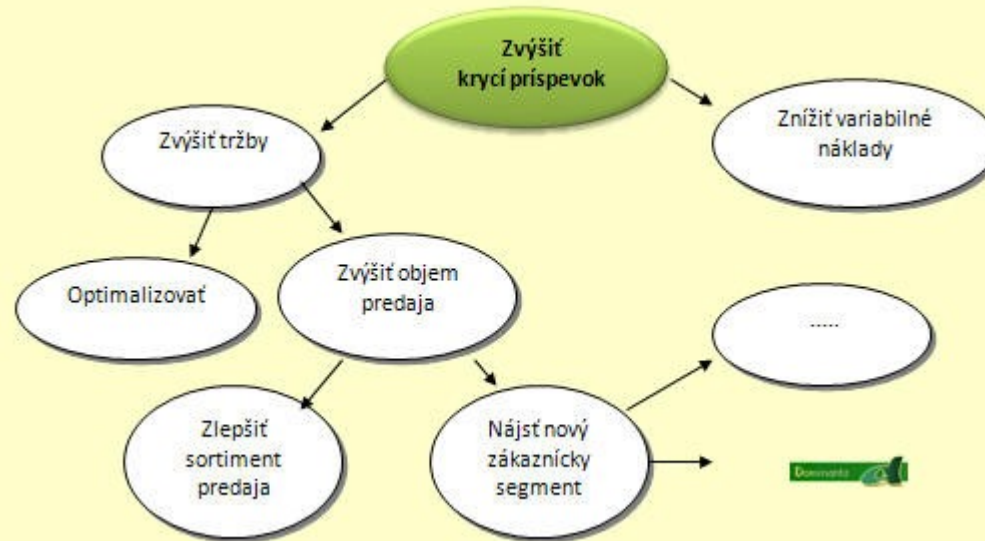 Zvýšiť
krycí príspevok
Zvýšiť tržby
Znížiť variabilné
náklady
Optimalizovať
Zvýšiť objem
predaja
-----
Zlepšiť
sortiment
predaja
Nájsť nový
zákaznícky
segment